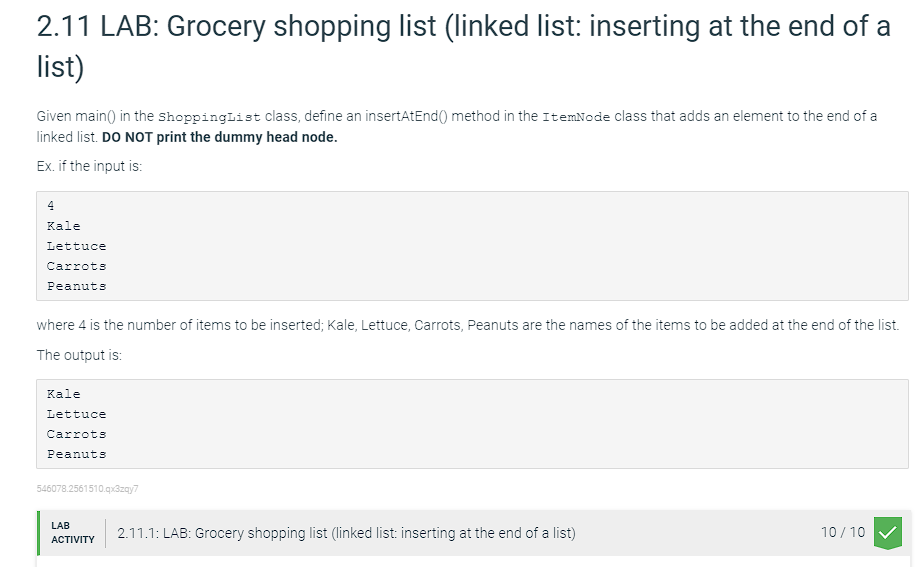 2.11 LAB: Grocery shopping list (linked list: inserting at the end of a
list)
Given main() in the ShoppingList class, define an insertAtEnd() method in the ItemNode class that adds an element to the end of a
linked list. DO NOT print the dummy head node.
Ex. if the input is:
4
Kale
Lettuce
Carrots
Peanuts
where 4 is the number of items to be inserted; Kale, Lettuce, Carrots, Peanuts are the names of the items to be added at the end of the list.
The output is:
Kale
Lettuce
Carrots
Peanuts
546078.2561510.qx3zqy7
LAB
ACTIVITY
2.11.1: LAB: Grocery shopping list (linked list: inserting at the end of a list)
10 / 10